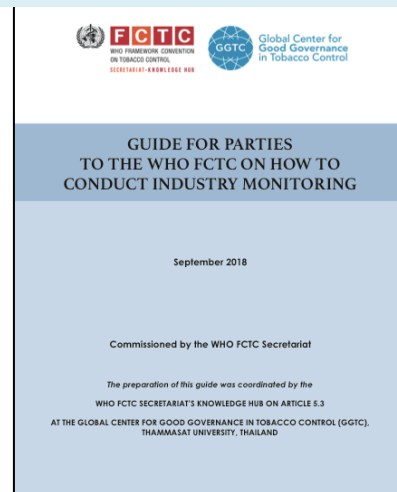 FCTC
WHO FRAMEWORK CONVENTION
ON TOBACCO CONTROL
SECRETARIAT-KNOWLEDGE HUB
GGTC
Global Center for
Good Governance
in Tobacco Control
GUIDE FOR PARTIES
TO THE WHO FCTC ON HOW TO
CONDUCT INDUSTRY MONITORING
September 2018
Commissioned by the WHO FCTC Secretariat
The preparation of this guide was coordinated by the
WHO FCTC SECRETARIAT'S KNOWLEDGE HUB ON ARTICLE 5.3
AT THE GLOBAL CENTER FOR GOOD GOVERNANCE IN TOBACCO CONTROL (GGTC),
THAMMASAT UNIVERSITY, THAILAND